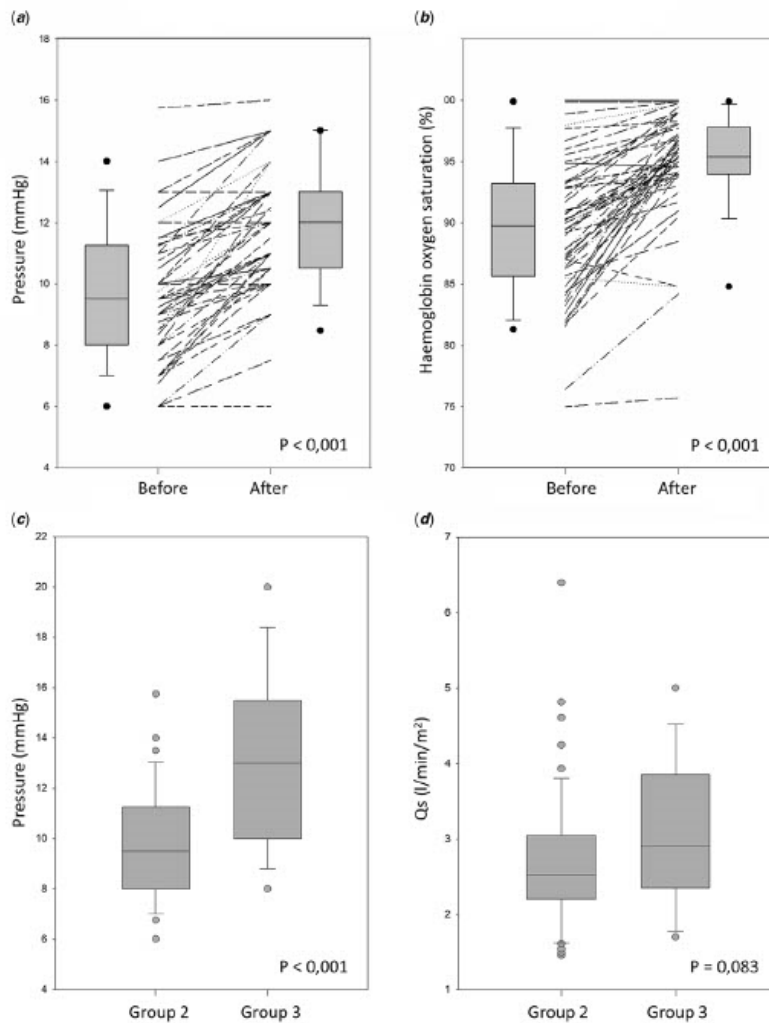 (a)
18
16
14
12
10
8
6
4
Pressure (mmHg)
P < 0,001
Before After
(b)
00
95
90
85
80
75
70
Haemoglobin oxygen saturation (%)
P < 0,001
Before After
(c)
22
20
18
16
14
12
10
8
6
4
Pressure (mmHg)
P < 0,001
Group 2 Group 3
(d)
7
6
5
4
3
2
1
Qs (l/min/m²)
P = 0,083
Group 2 Group 3